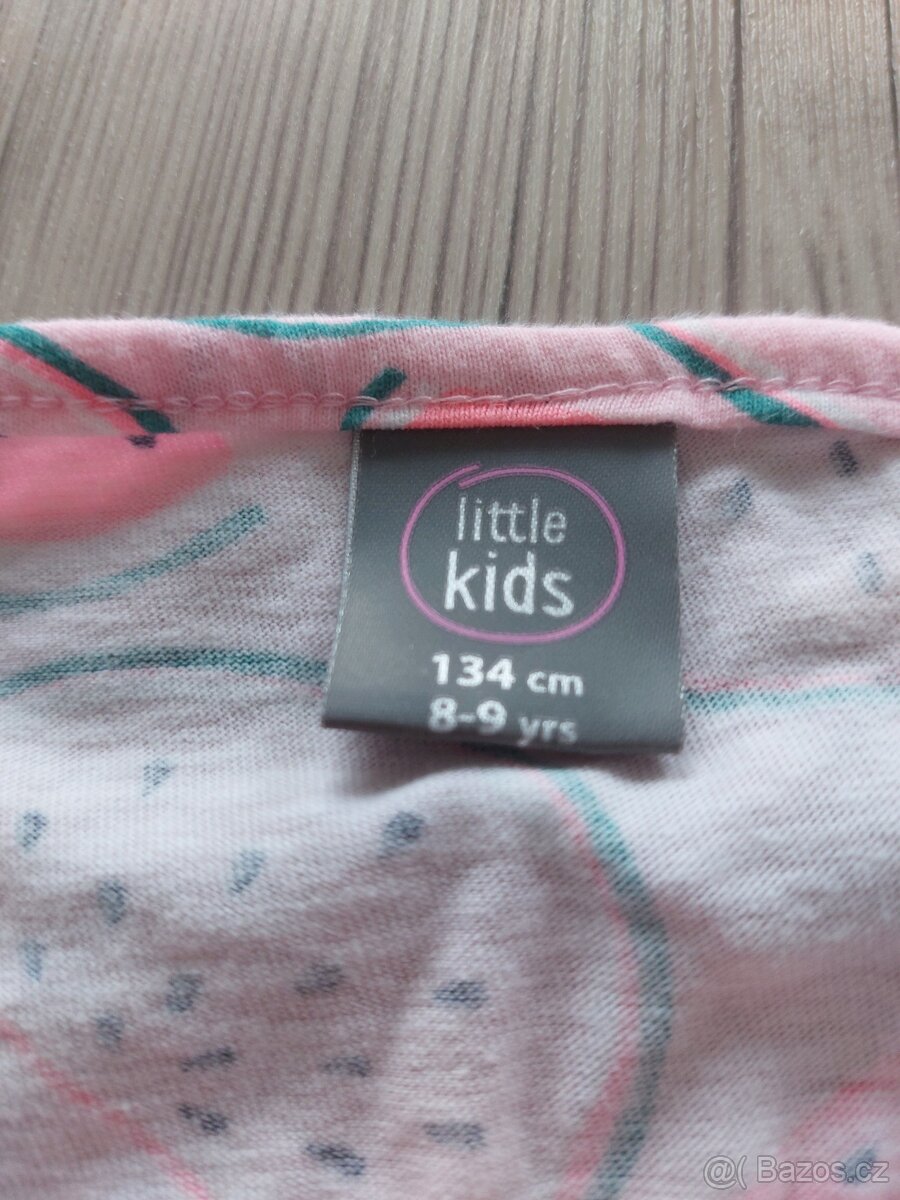 little
kids
134 cm
8-9 yrs
@( Bazos.cz